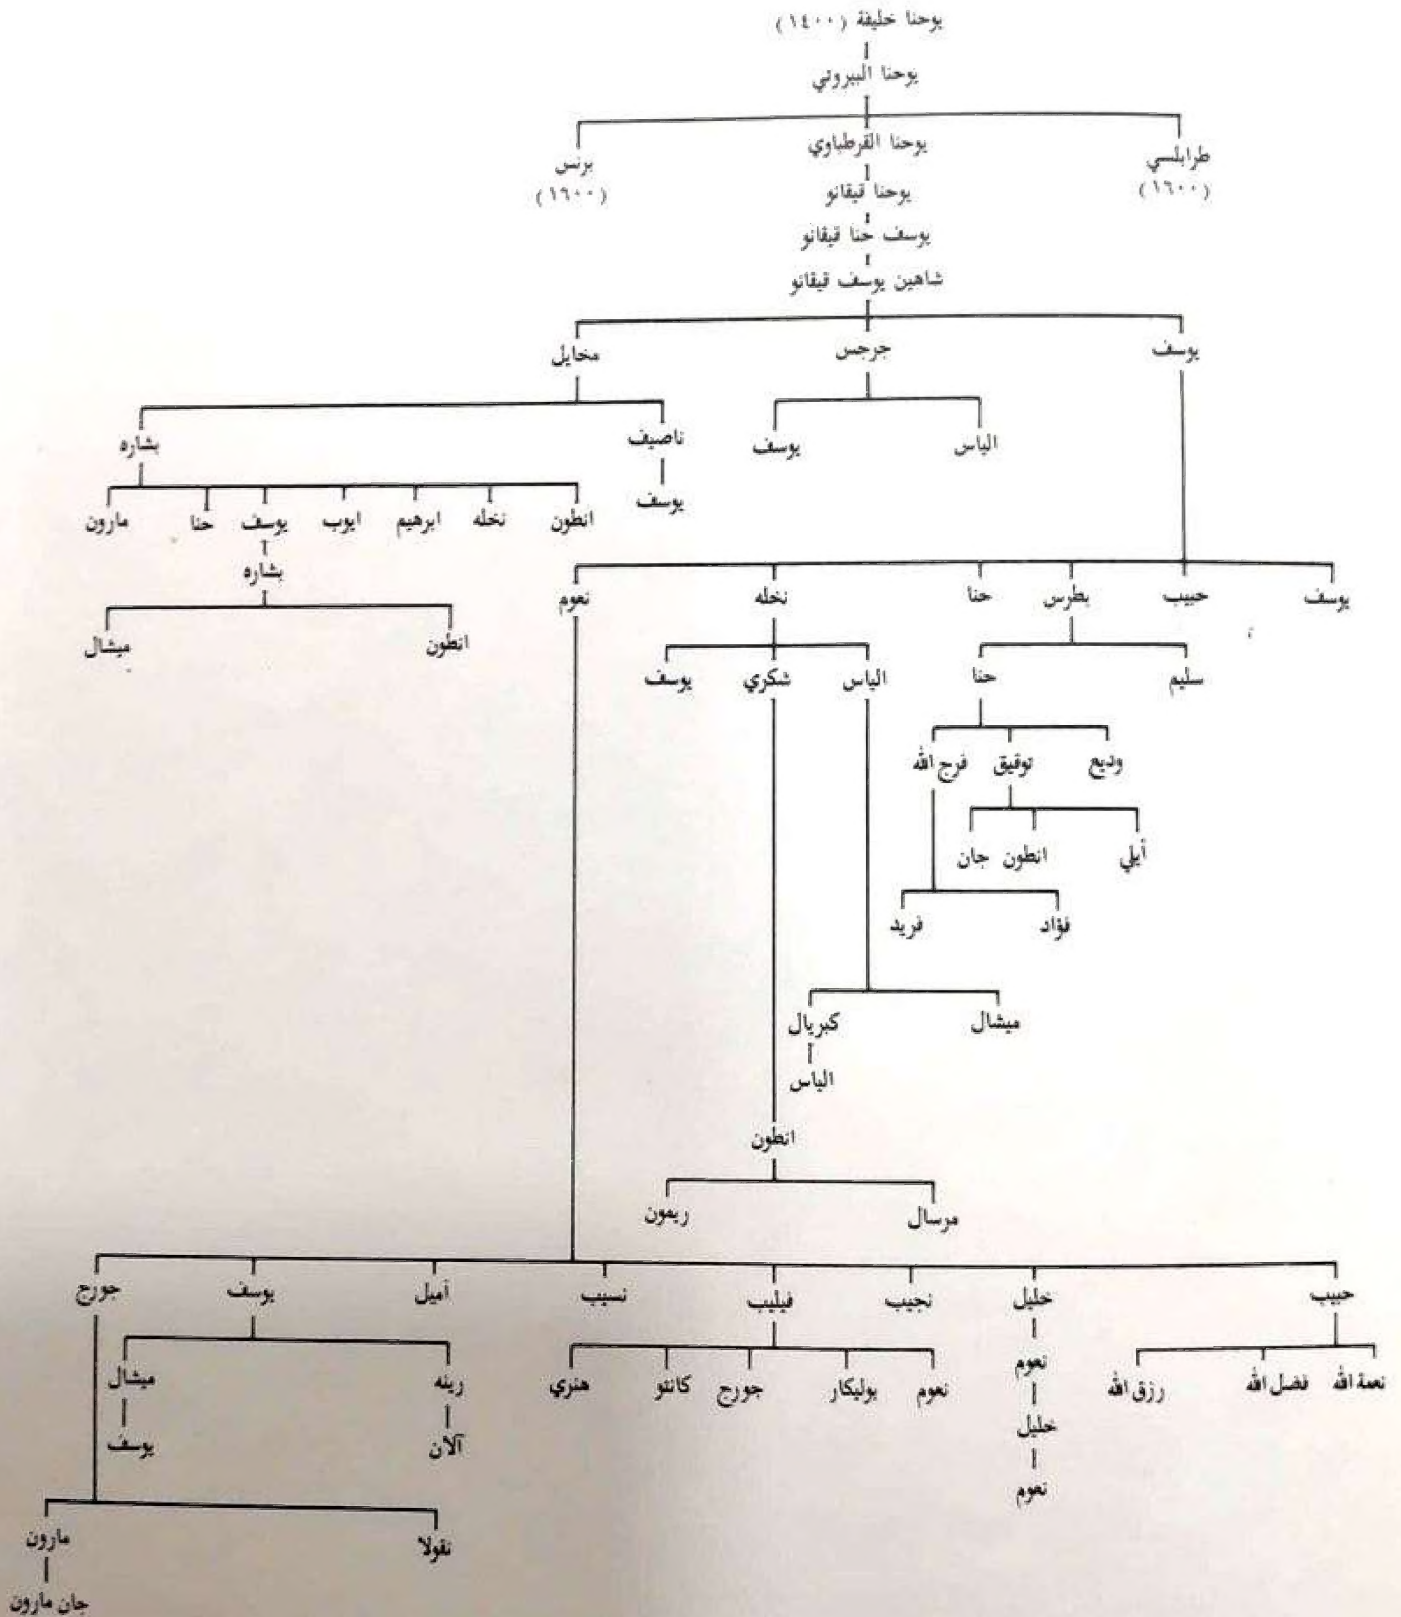 يوحنا خليفة (١٤٠٠)
يوحنا البيروتي
طرابلسي يوحنا القرطباوي برنس
(١٦٠٠) يوحنا قيقانو (١٦٠٠)
يوسف حنا قيقانو
شاهين يوسف قيقانو
يوسف جرجس مخايل
الياس يوسف ناصيف بشاره
يوسف
انطون نخله ابرهيم ايوب يوسف حنا مارون
بشاره
يوسف حبيب بطرس حنا نخله نعوم
انطون ميشال
سليم حنا الياس شكري يوسف
وديع توفيق فرج الله
أيلي انطون جان
فؤاد فريد
ميشال كبريال
الياس
انطون
مرسال ريمون
حبيب خليل نجيب فيليب نسيب أميل يوسف جورج
نعوم
نعمة الله فضل الله رزق الله نعوم بوليكار جورج كانتو هنري رينه ميشال
خليل
آلان يوسف
نعوم
نقولا مارون
جان مارون